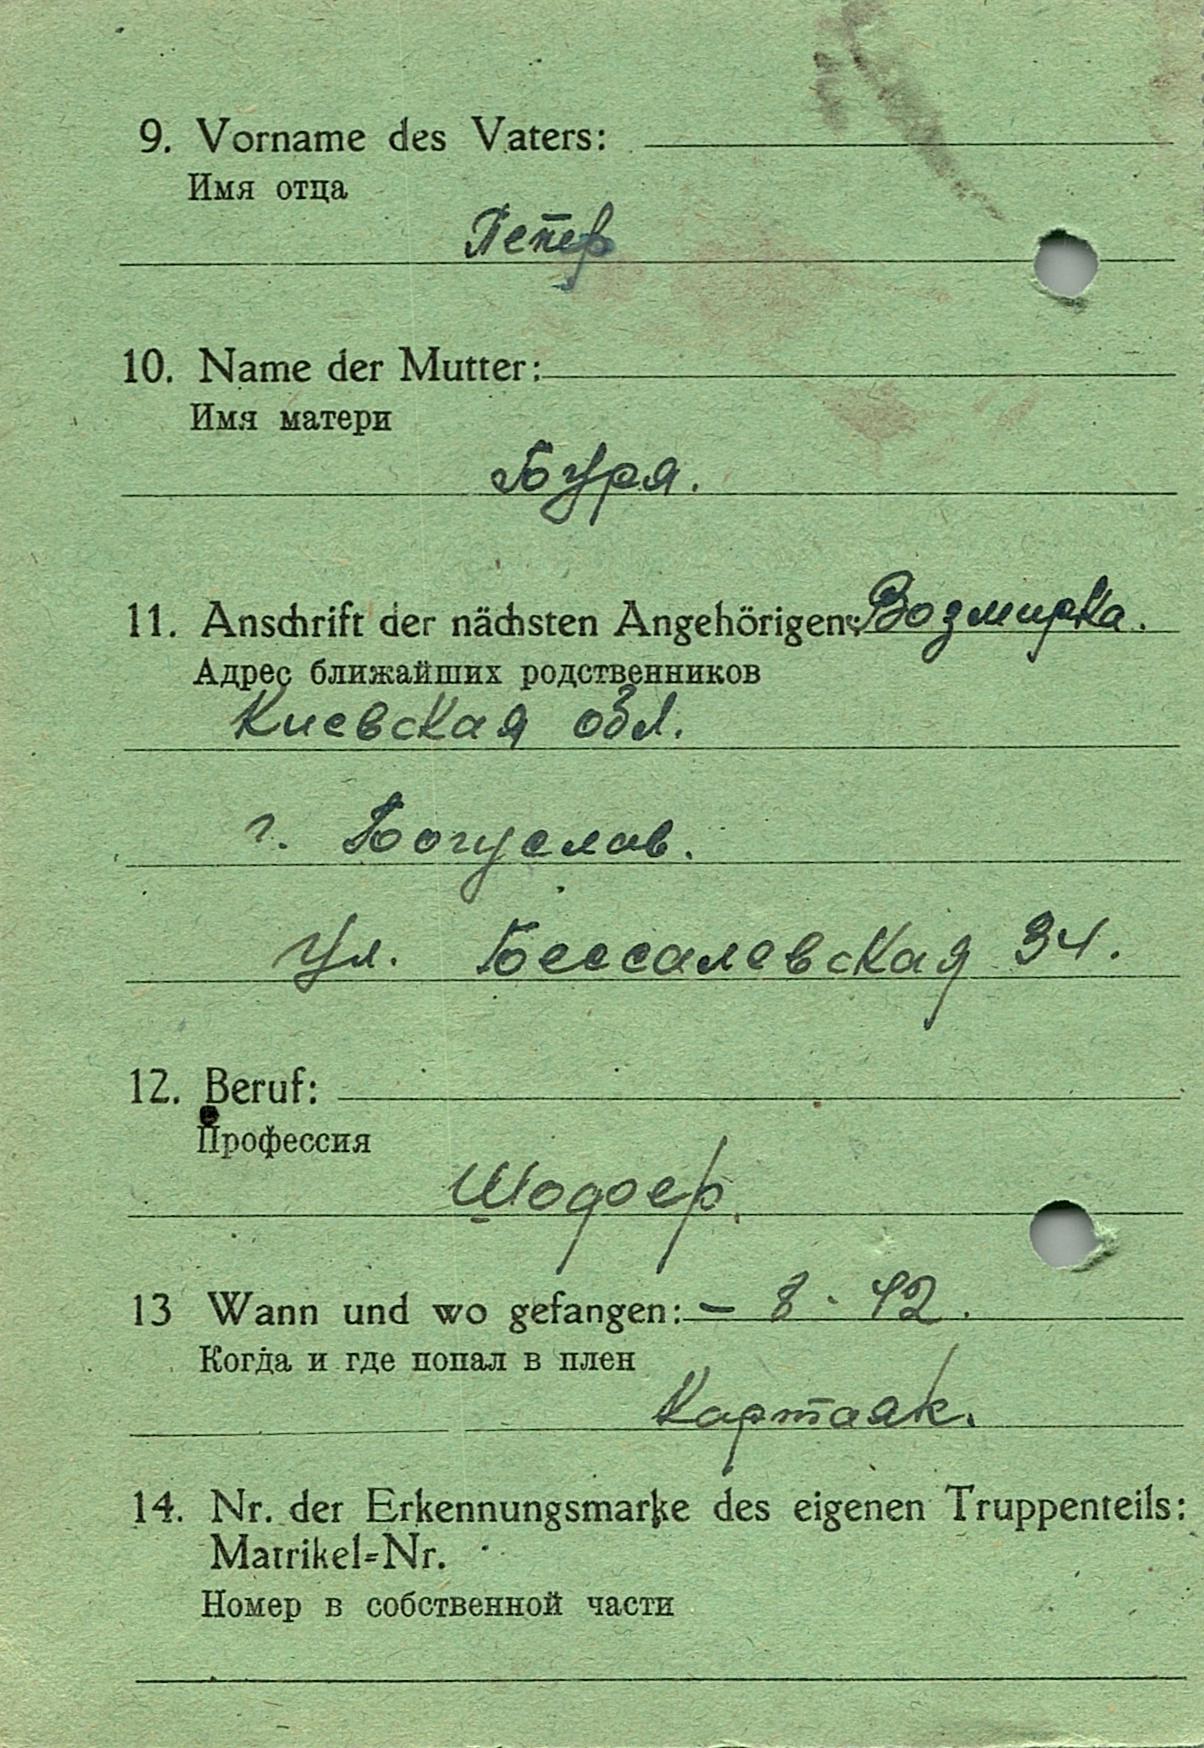 9. Vorname des Vaters:
Имя отца
Петер
10. Name der Mutter:
Имя матери
Буря.
11. Anschrift der nächsten Angehörigen:
Адрес ближайших родственников
Киевская обл.
г. Богуслав.
ул. Бессалевская 34.
12. Beruf:
Профессия
Шофер
13 Wann und wo gefangen: – 8. 42.
Когда и где попал в плен
Картаяк.
14. Nr. der Erkennungsmarke des eigenen Truppenteils:
Matrikel=Nr.
Номер в собственной части